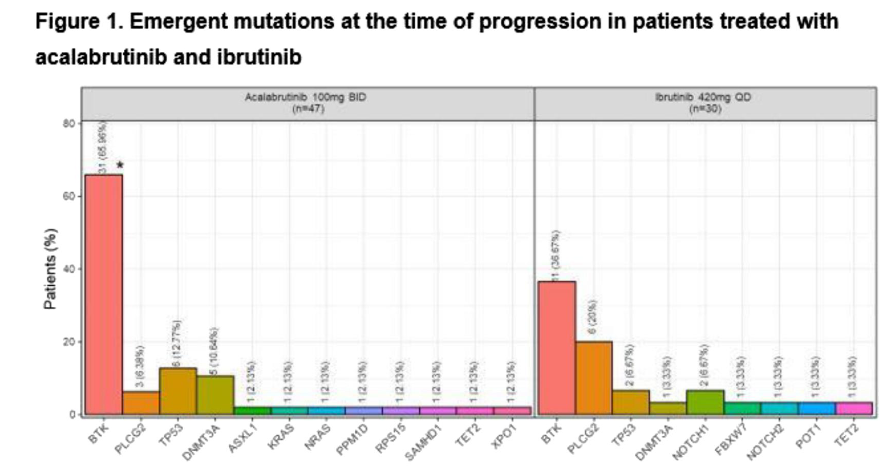 Figure 1. Emergent mutations at the time of progression in patients treated with
acalabrutinib and ibrutinib
Acalabrutinib 100mg BID
(n=47)
Ibrutinib 420mg QD
(n=30)
Patients (%)
80
60
40
20
0
31 (65.96%)
*
3 (6.38%)
6 (12.77%)
5 (10.64%)
1 (2.13%)
1 (2.13%)
1 (2.13%)
1 (2.13%)
1 (2.13%)
1 (2.13%)
1 (2.13%)
1 (2.13%)
11 (36.67%)
6 (20%)
2 (6.67%)
1 (3.33%)
2 (6.67%)
1 (3.33%)
1 (3.33%)
1 (3.33%)
1 (3.33%)
BTK
PLCG2
TP53
DNMT3A
ASXL1
KRAS
NRAS
PPM1D
RPS15
SAMHD1
TET2
XPO1
BTK
PLCG2
TP53
DNMT3A
NOTCH1
FBXW7
NOTCH2
POT1
TET2